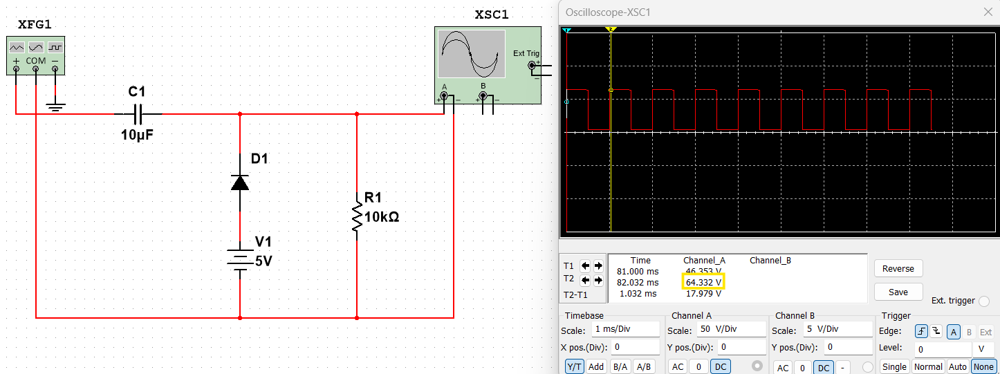 XFG1
COM
C1
10µF
D1
V1
5V
R1
10kΩ
XSC1
Ext Trig
A
B
Oscilloscope-XSC1
1
2
T1
T2
T2-T1
Time Channel_A Channel_B
81.000 ms 46.353 V
82.032 ms 64.332 V
1.032 ms 17.979 V
Reverse
Save
Ext. trigger
Timebase
Scale: 1 ms/Div
X pos.(Div): 0
Y/T Add B/A A/B
Channel A
Scale: 50 V/Div
Y pos.(Div): 0
AC 0 DC
Channel B
Scale: 5 V/Div
Y pos.(Div): 0
AC 0 DC -
Trigger
Edge: A B Ext
Level: 0 V
Single Normal Auto None